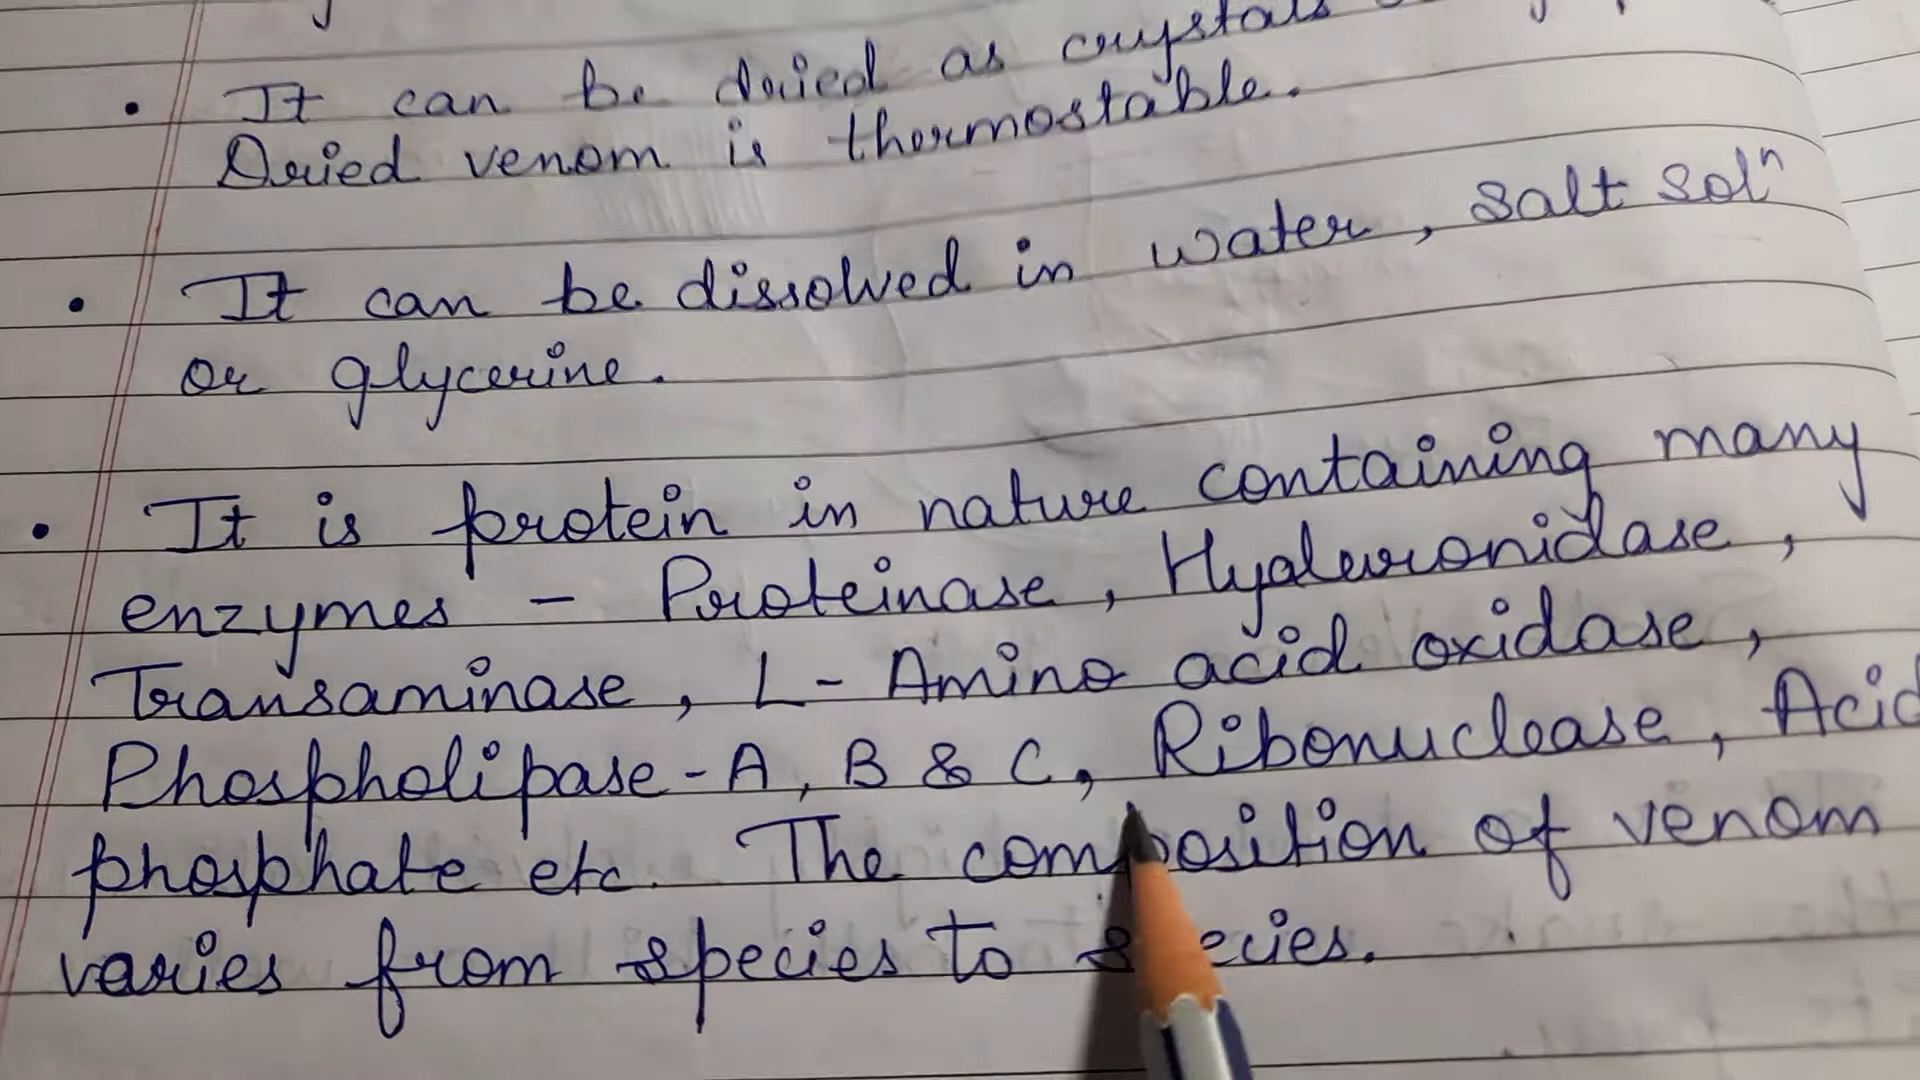 • It can be dried as crystals
Dried venom is thermostable.
• It can be dissolved in water, salt solⁿ
or glycerine.
• It is protein in nature containing many
enzymes - Proteinase, Hyaluronidase,
Transaminase, L-Amino acid oxidase,
Phospholipase-A, B & C, Ribonuclease, Acid
phosphate etc. The composition of venom
varies from species to species.